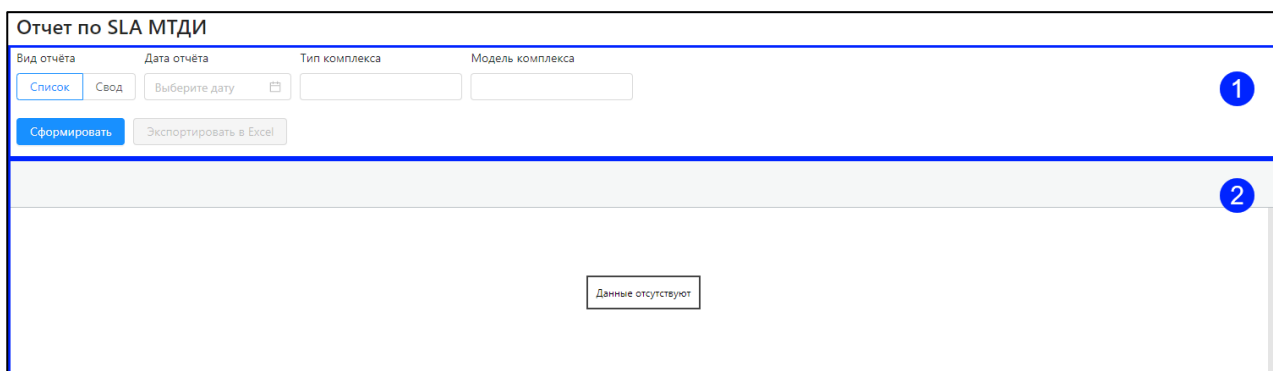 Отчет по SLA МТДИ
Вид отчёта Дата отчёта Тип комплекса Модель комплекса
Список Свод Выберите дату
1
Сформировать Экспортировать в Excel
2
Данные отсутствуют